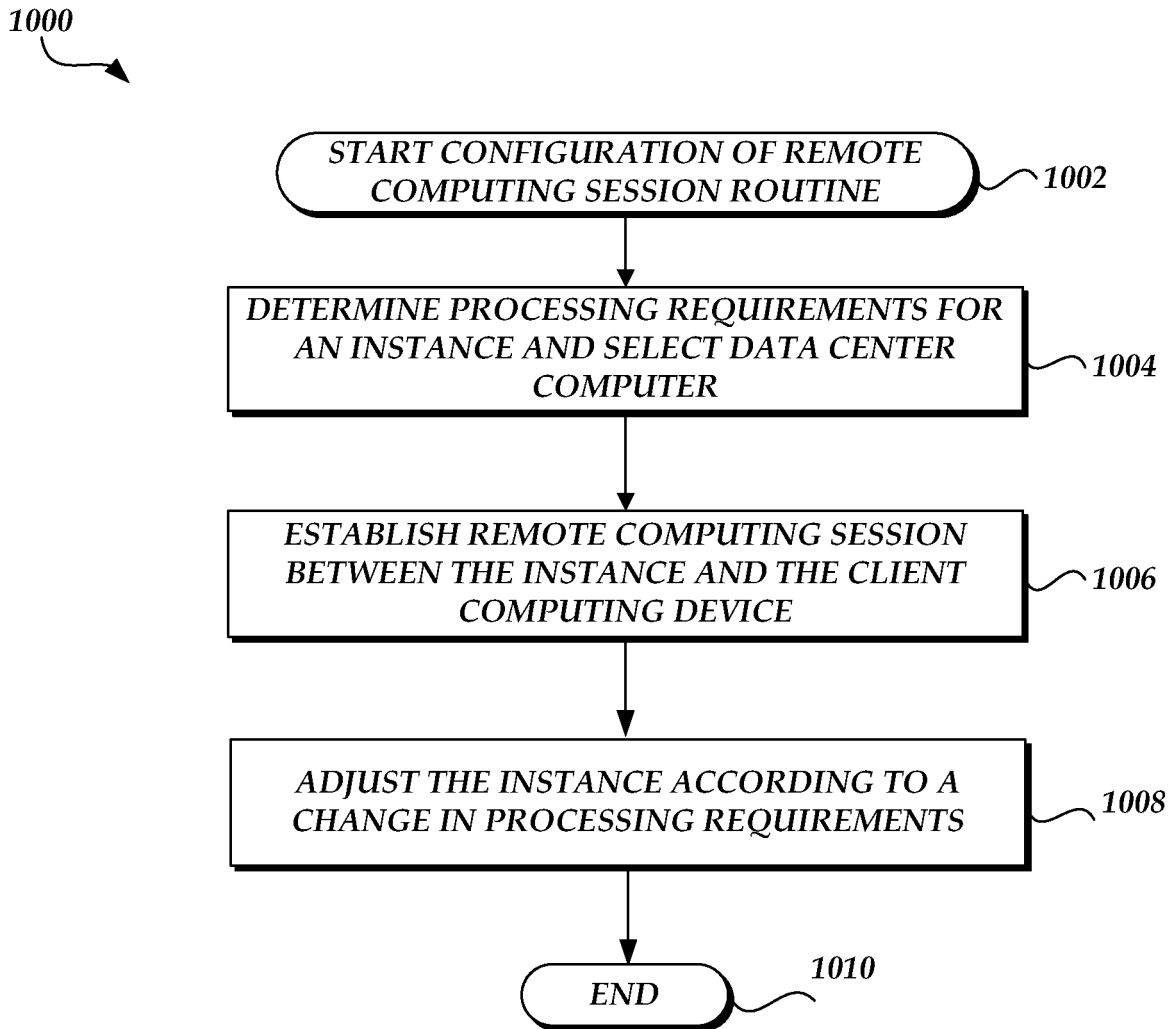 1000
START CONFIGURATION OF REMOTE
COMPUTING SESSION ROUTINE
1002
DETERMINE PROCESSING REQUIREMENTS FOR
AN INSTANCE AND SELECT DATA CENTER
COMPUTER
1004
ESTABLISH REMOTE COMPUTING SESSION
BETWEEN THE INSTANCE AND THE CLIENT
COMPUTING DEVICE
1006
ADJUST THE INSTANCE ACCORDING TO A
CHANGE IN PROCESSING REQUIREMENTS
1008
END
1010